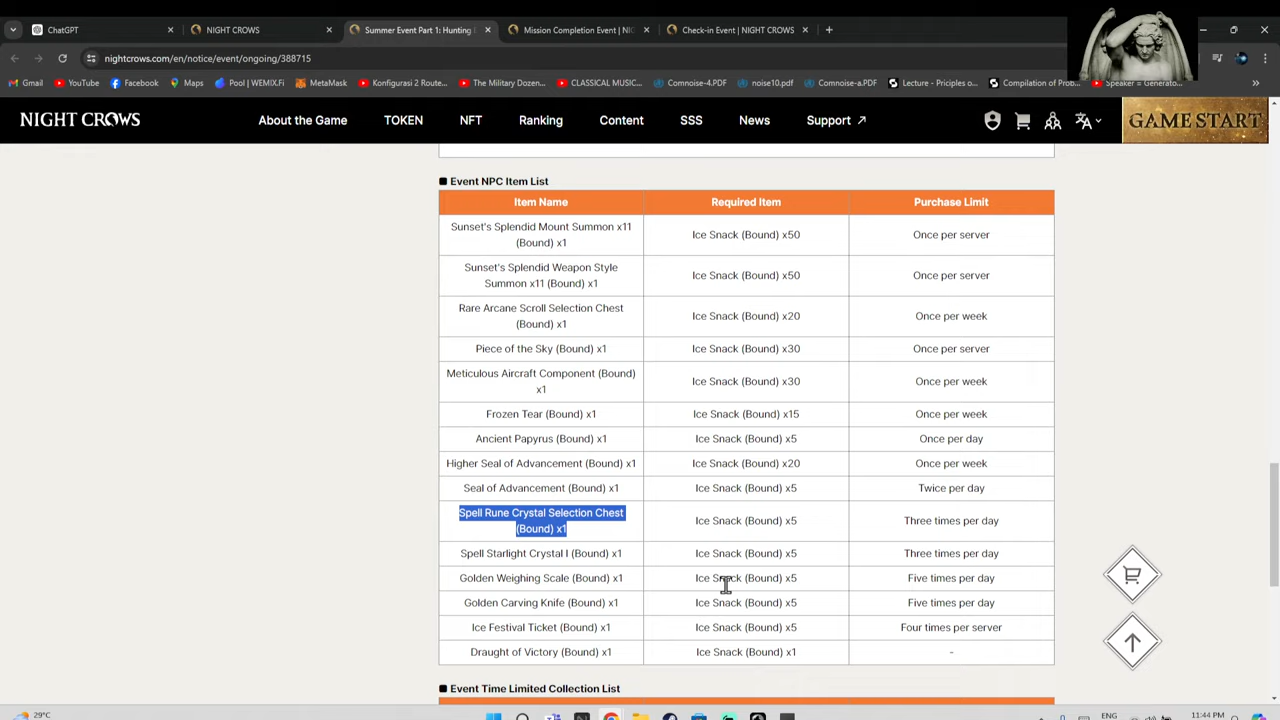 ChatGPT
NIGHT CROWS
Summer Event Part 1: Hunting
Mission Completion Event | NI
Check-in Event | NIGHT CROWS
nightcrows.com/en/notice/event/ongoing/388715
Gmail
YouTube
Facebook
Maps
Pool | WEMIX.Fi
MetaMask
Konfigurasi 2 Route...
The Military Dozen...
CLASSICAL MUSIC...
Comnoise-4.PDF
noise10.pdf
Comnoise-a.PDF
Lecture - Priciples o...
Compilation of Prob...
Speaker = Generato...
NIGHT CROWS
About the Game
TOKEN
NFT
Ranking
Content
SSS
News
Support
GAME START
Event NPC Item List
Item Name Required Item Purchase Limit
Sunset's Splendid Mount Summon x11
(Bound) x1
Ice Snack (Bound) x50
Once per server
Sunset's Splendid Weapon Style
Summon x11 (Bound) x1
Ice Snack (Bound) x50
Once per server
Rare Arcane Scroll Selection Chest
(Bound) x1
Ice Snack (Bound) x20
Once per week
Piece of the Sky (Bound) x1 Ice Snack (Bound) x30 Once per server
Meticulous Aircraft Component (Bound)
x1
Ice Snack (Bound) x30
Once per week
Frozen Tear (Bound) x1 Ice Snack (Bound) x15 Once per week
Ancient Papyrus (Bound) x1 Ice Snack (Bound) x5 Once per day
Higher Seal of Advancement (Bound) x1 Ice Snack (Bound) x20 Once per week
Seal of Advancement (Bound) x1 Ice Snack (Bound) x5 Twice per day
Spell Rune Crystal Selection Chest
(Bound) x1
Ice Snack (Bound) x5
Three times per day
Spell Starlight Crystal I (Bound) x1 Ice Snack (Bound) x5 Three times per day
Golden Weighing Scale (Bound) x1 Ice Snack (Bound) x5 Five times per day
Golden Carving Knife (Bound) x1 Ice Snack (Bound) x5 Five times per day
Ice Festival Ticket (Bound) x1 Ice Snack (Bound) x5 Four times per server
Draught of Victory (Bound) x1 Ice Snack (Bound) x1 -
Event Time Limited Collection List
29°C
ENG
11:44 PM